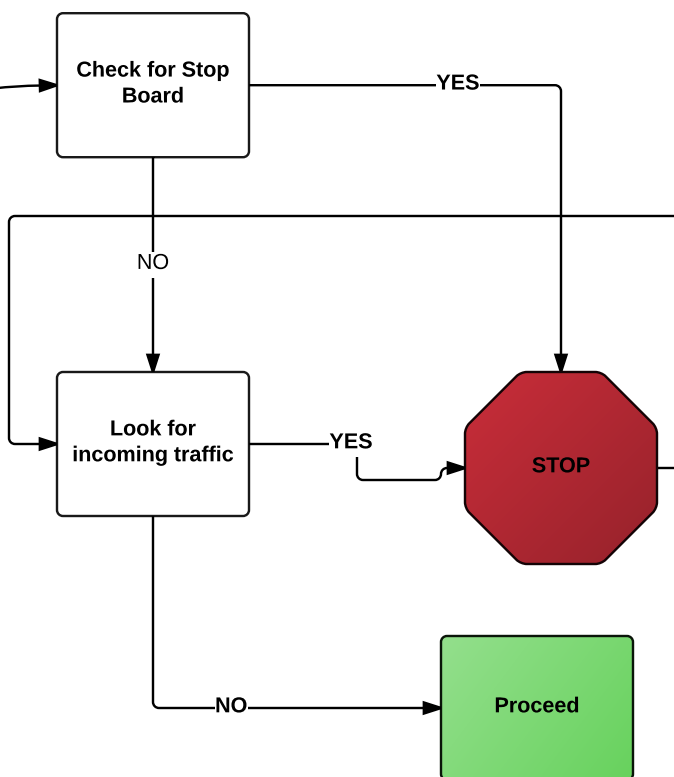 Check for Stop
Board
YES
NO
Look for
incoming traffic
YES
STOP
NO
Proceed